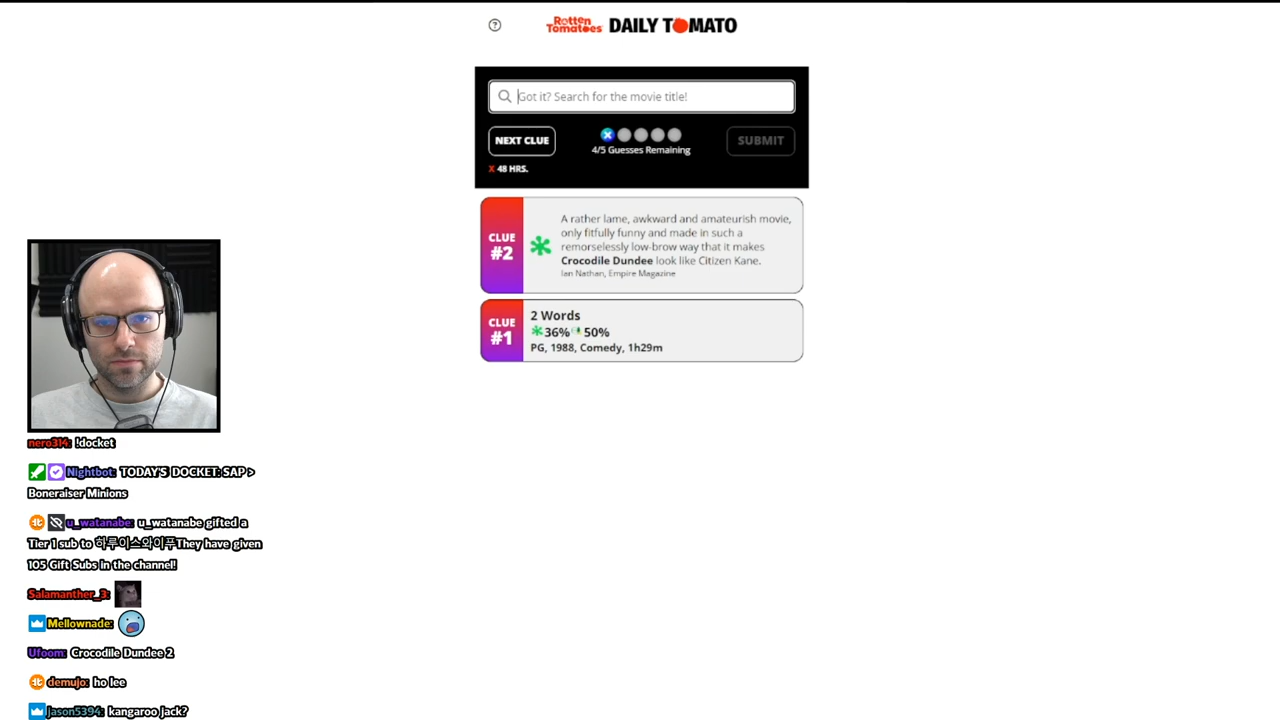 Rotten Tomatoes DAILY TOMATO
Got it? Search for the movie title!
NEXT CLUE
4/5 Guesses Remaining
SUBMIT
X 48 HRS.
CLUE #2
A rather lame, awkward and amateurish movie,
only fitfully funny and made in such a
remorselessly low-brow way that it makes
Crocodile Dundee look like Citizen Kane.
Ian Nathan, Empire Magazine
CLUE #1
2 Words
36% 50%
PG, 1988, Comedy, 1h29m
nero314: !docket
Nightbot: TODAY'S DOCKET: SAP >
Boneraiser Minions
u_watanabe: u_watanabe gifted a
Tier 1 sub to 하루이스와이푸They have given
105 Gift Subs in the channel!
Salamanther_3:
Mellownade:
Ufoom: Crocodile Dundee 2
demujo: ho lee
jason5394: kangaroo jack?